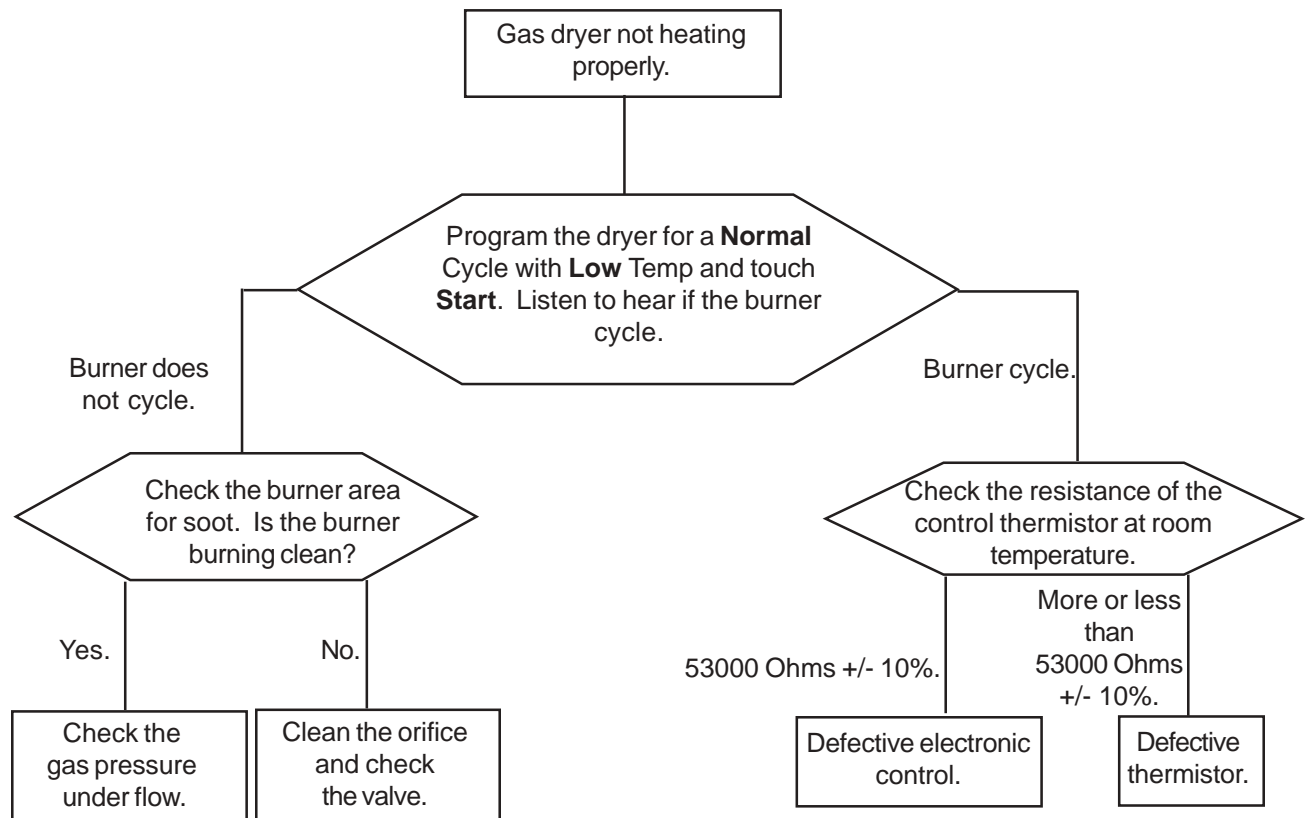 Gas dryer not heating
properly.
Program the dryer for a Normal
Cycle with Low Temp and touch
Start. Listen to hear if the burner
cycle.
Burner does
not cycle.
Burner cycle.
Check the burner area
for soot. Is the burner
burning clean?
Check the resistance of the
control thermistor at room
temperature.
Yes.
No.
53000 Ohms +/- 10%.
More or less
than
53000 Ohms
+/- 10%.
Check the
gas pressure
under flow.
Clean the orifice
and check
the valve.
Defective electronic
control.
Defective
thermistor.